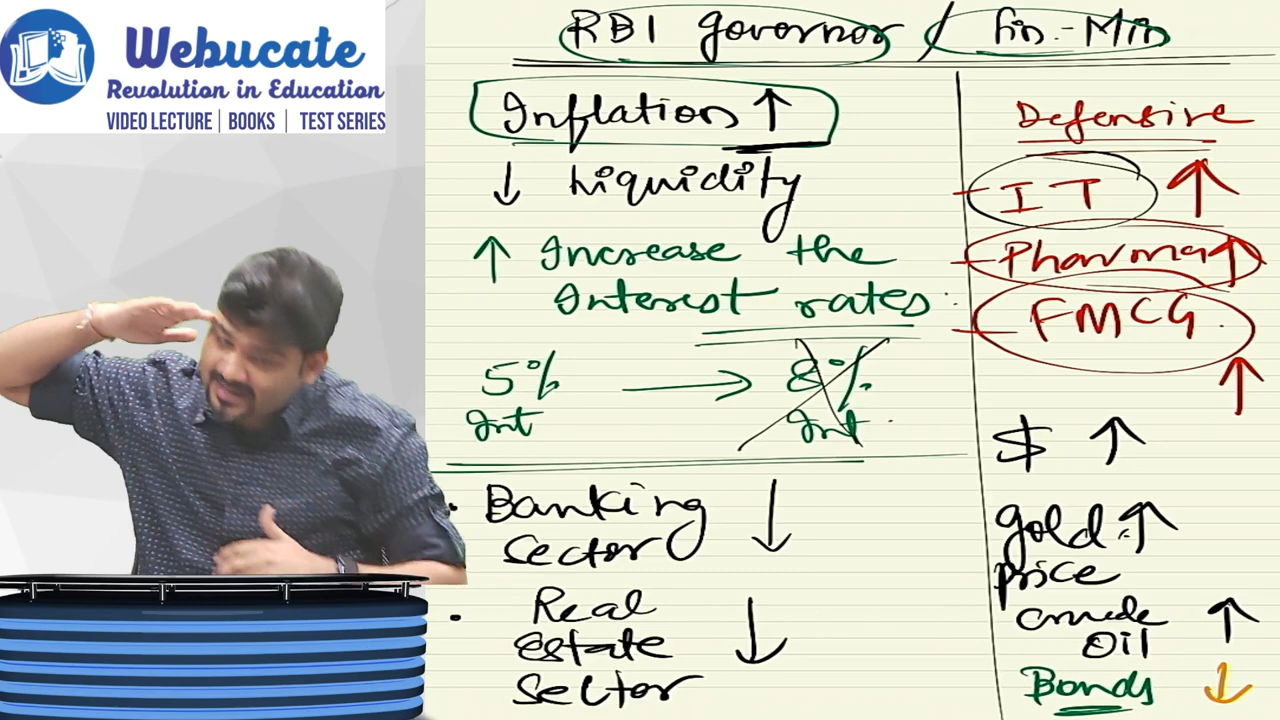 Webucate
Revolution in Education
VIDEO LECTURE | BOOKS | TEST SERIES
RBI governor / Fin.-Min
Inflation ↑
↓ Liquidity
↑ Increase the
Interest rates
5% → 8%
Int Int
• Banking ↓
Sector
• Real ↓
Estate
Sector
Defensive
- IT ↑
- Pharma ↑
- FMCG ↑
$ ↑
Gold ↑
Price
Crude ↑
Oil
Bonds ↓